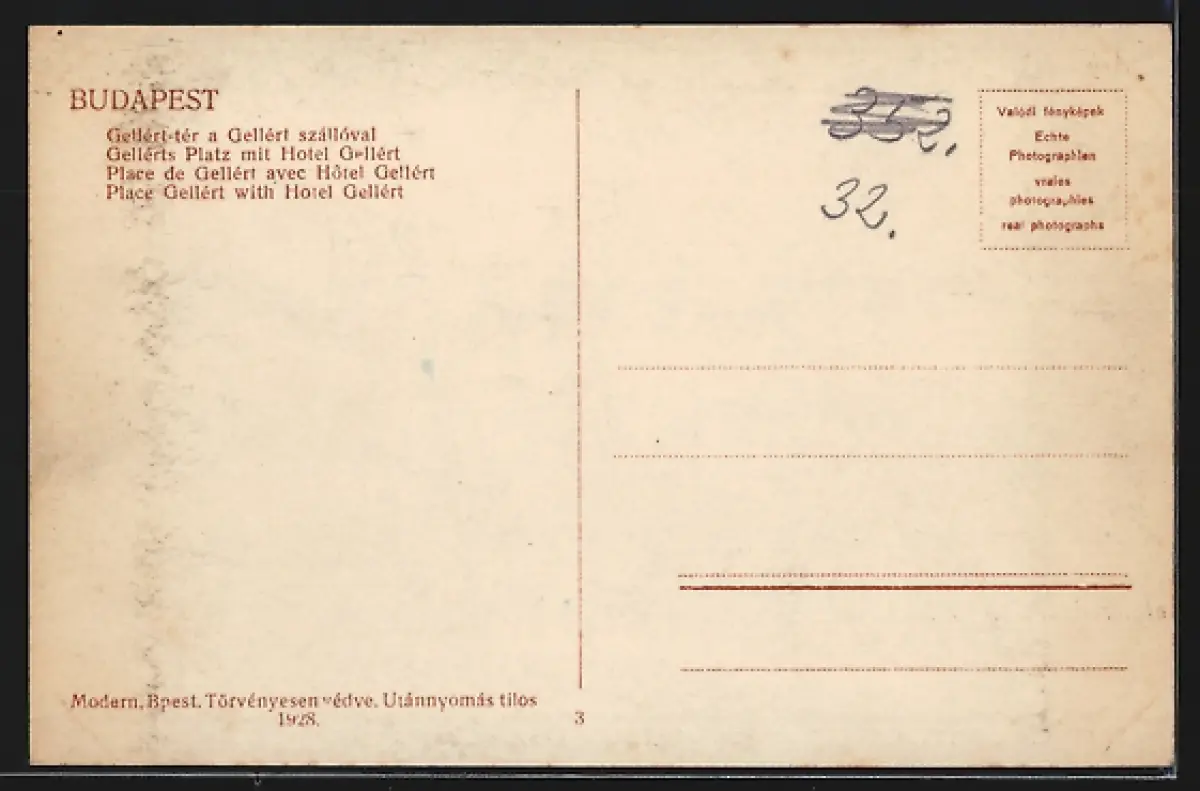 BUDAPEST
Gellért-tér a Gellért szállóval
Gellérts Platz mit Hotel Gellért
Place de Gellért avec Hôtel Gellért
Place Gellért with Hotel Gellért
32.
Valódi fényképek
Echte
Photographien
vraies
photographies
real photographs
Modern, Bpest. Törvényesen védve. Utánnyomás tilos
1928.
3